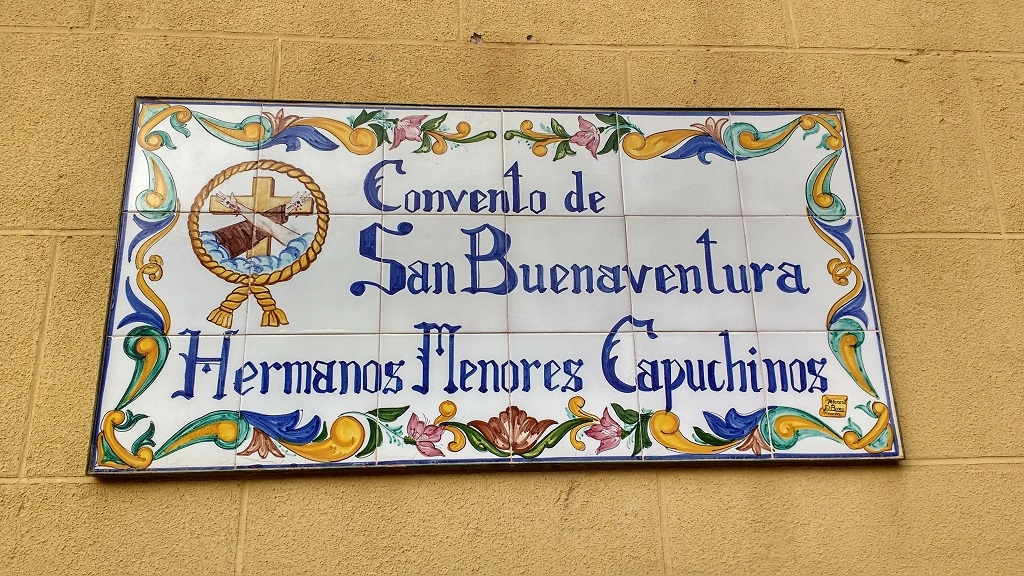 Convento de
San Buenaventura
Hermanos Menores Capuchinos